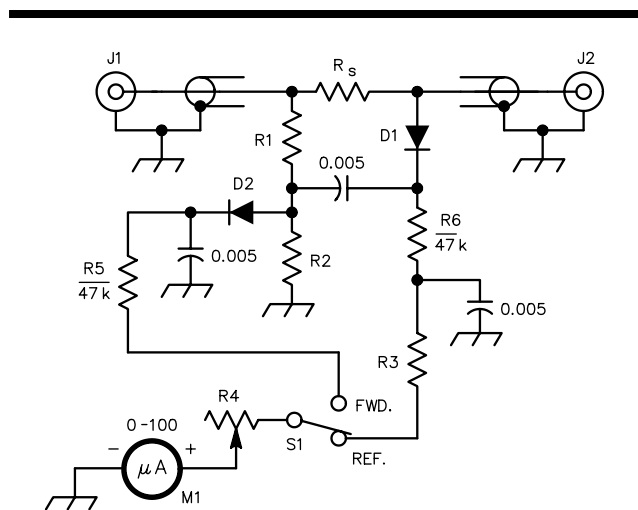 J1
Rs
J2
R1
D1
0.005
D2
R6
47k
0.005
R2
R5
47k
0.005
R3
R4
FWD.
0-100
S1
REF.
- +
μA
M1